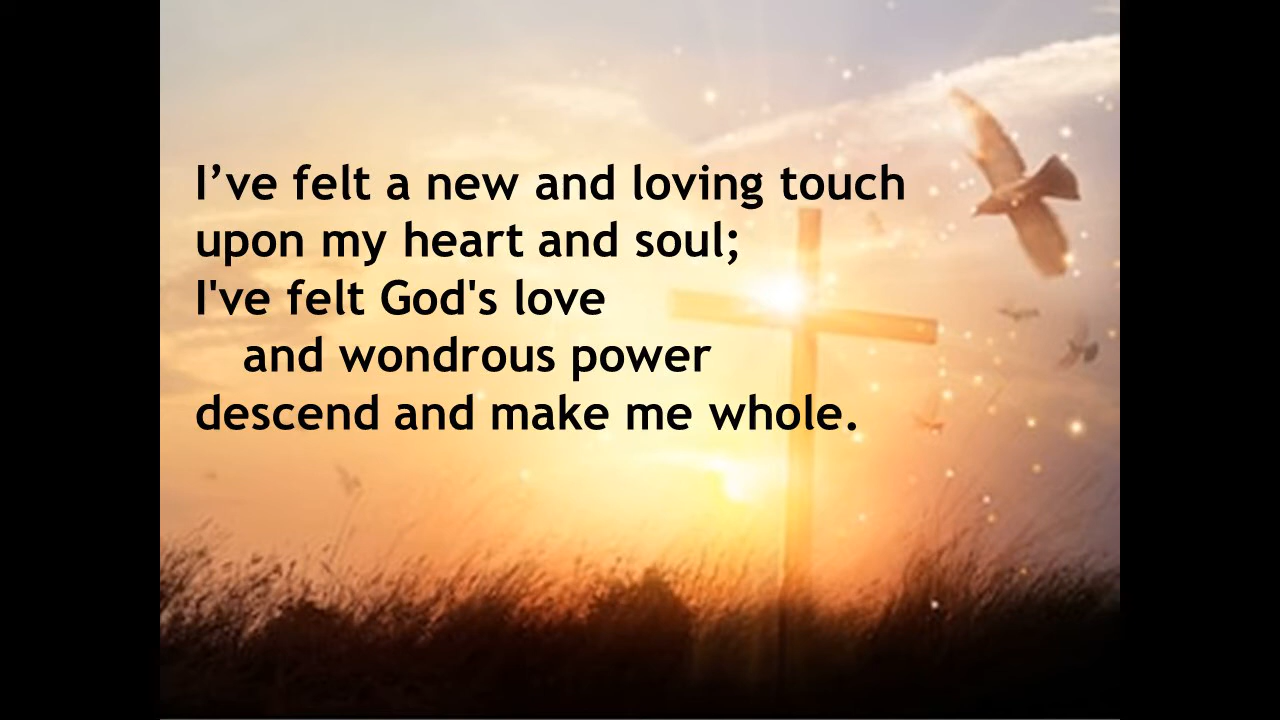 I’ve felt a new and loving touch
upon my heart and soul;
I've felt God's love
and wondrous power
descend and make me whole.